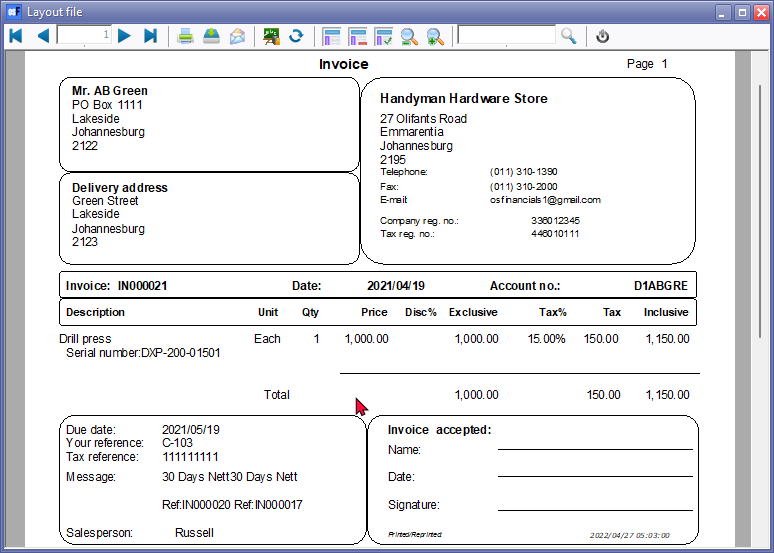 Layout file
1
Invoice Page 1
Mr. AB Green
PO Box 1111
Lakeside
Johannesburg
2122
Handyman Hardware Store
27 Olifants Road
Emmarentia
Johannesburg
2195
Telephone: (011) 310-1390
Fax: (011) 310-2000
E-mail: osfinancials1@gmail.com
Company reg. no.: 336012345
Tax reg. no.: 446010111
Delivery address
Green Street
Lakeside
Johannesburg
2123
Invoice: IN000021 Date: 2021/04/19 Account no.: D1ABGRE
Description Unit Qty Price Disc% Exclusive Tax% Tax Inclusive
Drill press Each 1 1,000.00 1,000.00 15.00% 150.00 1,150.00
Serial number:DXP-200-01501
Total 1,000.00 150.00 1,150.00
Due date: 2021/05/19
Your reference: C-103
Tax reference: 111111111
Message: 30 Days Nett30 Days Nett
Ref:IN000020 Ref:IN000017
Salesperson: Russell
Invoice accepted:
Name:
Date:
Signature:
Printed/Reprinted: 2022/04/27 05:03:00